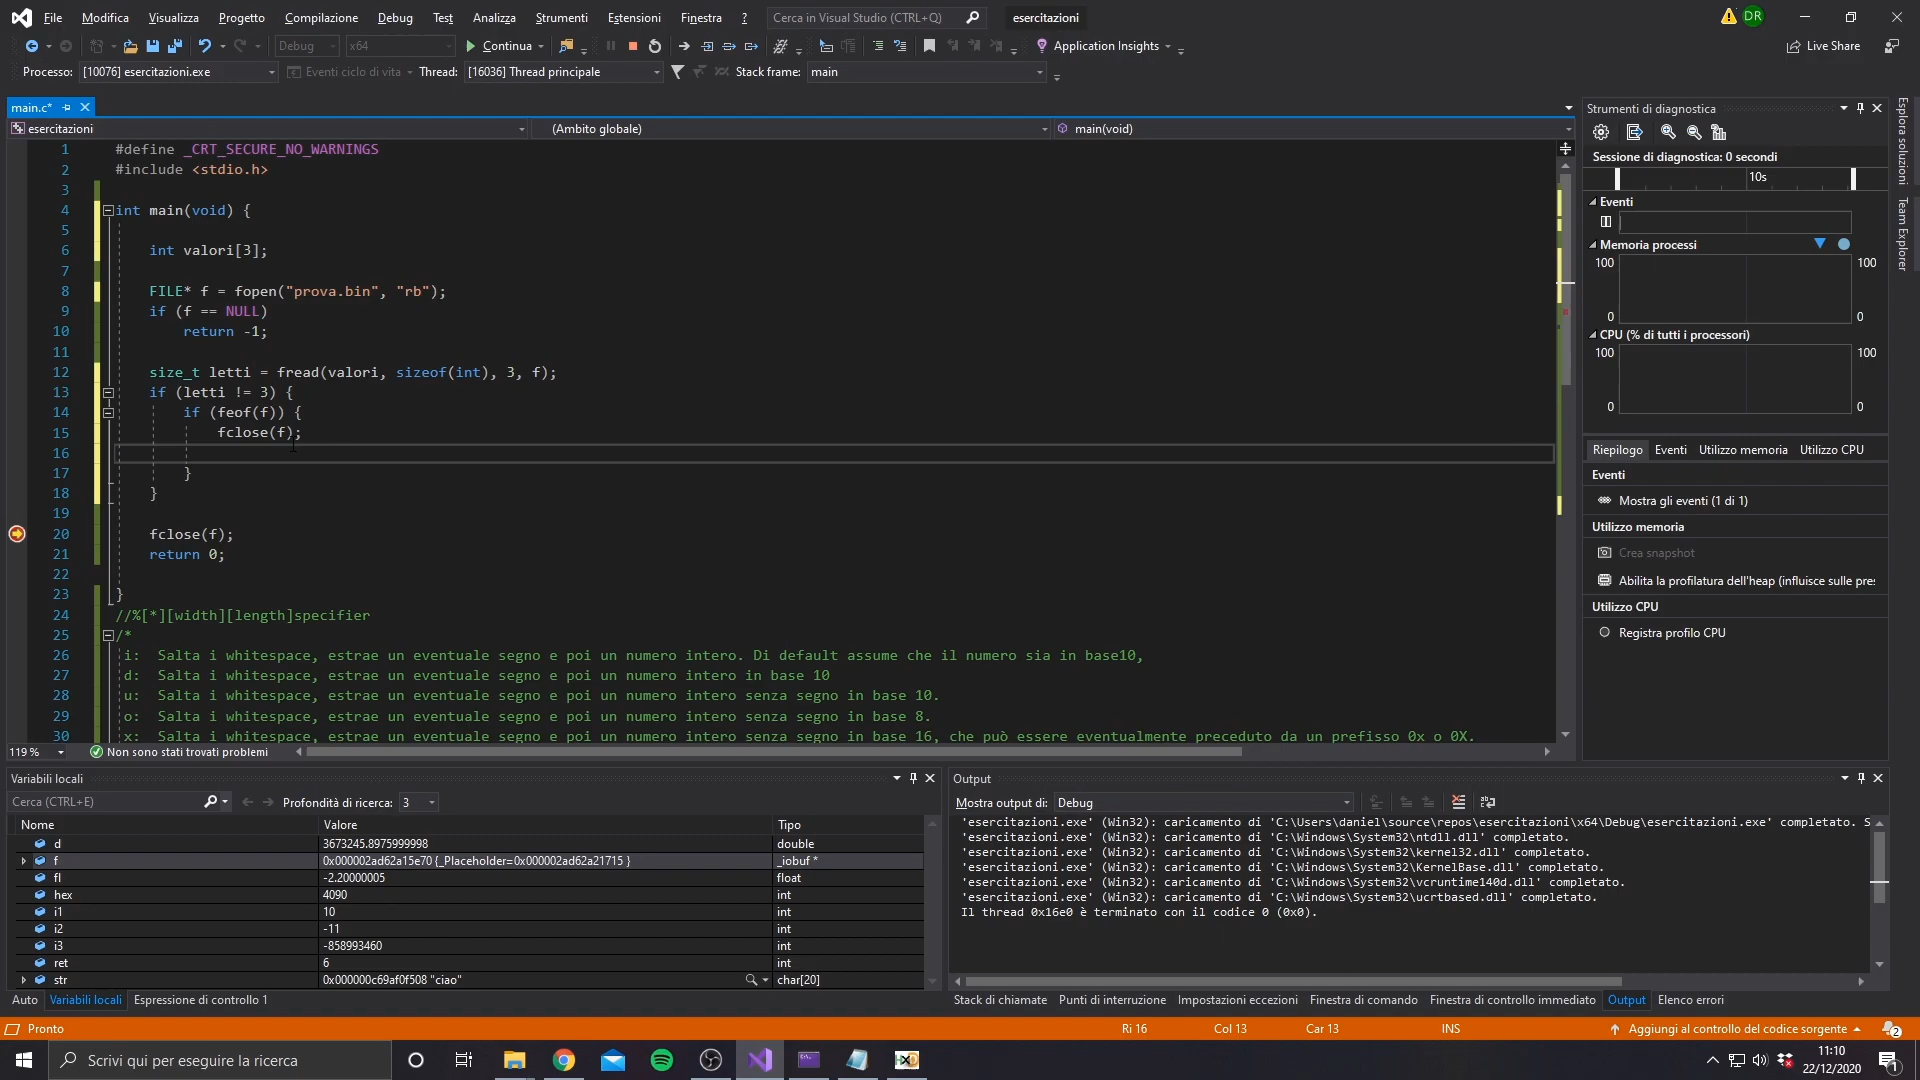 File Modifica Visualizza Progetto Compilazione Debug Test Analizza Strumenti Estensioni Finestra ? Cerca in Visual Studio (CTRL+Q) esercitazioni DR
Debug x64 Continua Application Insights Live Share
Processo: [10076] esercitazioni.exe Eventi ciclo di vita Thread: [16036] Thread principale Stack frame: main
main.c*
esercitazioni (Ambito globale) main(void)
1 #define _CRT_SECURE_NO_WARNINGS
2 #include <stdio.h>
3
4 int main(void) {
5
6 int valori[3];
7
8 FILE* f = fopen("prova.bin", "rb");
9 if (f == NULL)
10 return -1;
11
12 size_t letti = fread(valori, sizeof(int), 3, f);
13 if (letti != 3) {
14 if (feof(f)) {
15 fclose(f);
16
17 }
18 }
19
20 fclose(f);
21 return 0;
22
23 }
24 //%[*][width][length]specifier
25 /*
26 i: Salta i whitespace, estrae un eventuale segno e poi un numero intero. Di default assume che il numero sia in base10,
27 d: Salta i whitespace, estrae un eventuale segno e poi un numero intero in base 10
28 u: Salta i whitespace, estrae un eventuale segno e poi un numero intero senza segno in base 10.
29 o: Salta i whitespace, estrae un eventuale segno e poi un numero intero senza segno in base 8.
30 x: Salta i whitespace, estrae un eventuale segno e poi un numero intero senza segno in base 16, che può essere eventualmente preceduto da un prefisso 0x o 0X.
119 % Non sono stati trovati problemi
Strumenti di diagnostica
Sessione di diagnostica: 0 secondi
10s
Eventi
Memoria processi
100 100
0 0
CPU (% di tutti i processori)
100 100
0 0
Riepilogo Eventi Utilizzo memoria Utilizzo CPU
Eventi
Mostra gli eventi (1 di 1)
Utilizzo memoria
Crea snapshot
Abilita la profilatura dell'heap (influisce sulle pres
Utilizzo CPU
Registra profilo CPU
Esplora soluzioni
Team Explorer
Variabili locali
Cerca (CTRL+E) Profondità di ricerca: 3
Nome Valore Tipo
d 3673245.8975999998 double
f 0x000002ad62a15e70 {_Placeholder=0x000002ad62a21715 } _iobuf *
fl -2.20000005 float
hex 4090 int
i1 10 int
i2 -11 int
i3 -858993460 int
ret 6 int
str 0x000000c69af0f508 "ciao" char[20]
Auto Variabili locali Espressione di controllo 1
Output
Mostra output di: Debug
'esercitazioni.exe' (Win32): caricamento di 'C:\Users\daniel\source\repos\esercitazioni\x64\Debug\esercitazioni.exe' completato. S
'esercitazioni.exe' (Win32): caricamento di 'C:\Windows\System32\ntdll.dll' completato.
'esercitazioni.exe' (Win32): caricamento di 'C:\Windows\System32\kernel32.dll' completato.
'esercitazioni.exe' (Win32): caricamento di 'C:\Windows\System32\KernelBase.dll' completato.
'esercitazioni.exe' (Win32): caricamento di 'C:\Windows\System32\vcruntime140d.dll' completato.
'esercitazioni.exe' (Win32): caricamento di 'C:\Windows\System32\ucrtbased.dll' completato.
Il thread 0x16e0 è terminato con il codice 0 (0x0).
Stack di chiamate Punti di interruzione Impostazioni eccezioni Finestra di comando Finestra di controllo immediato Output Elenco errori
Pronto Ri 16 Col 13 Car 13 INS Aggiungi al controllo del codice sorgente 2
Scrivi qui per eseguire la ricerca
11:10
22/12/2020
1